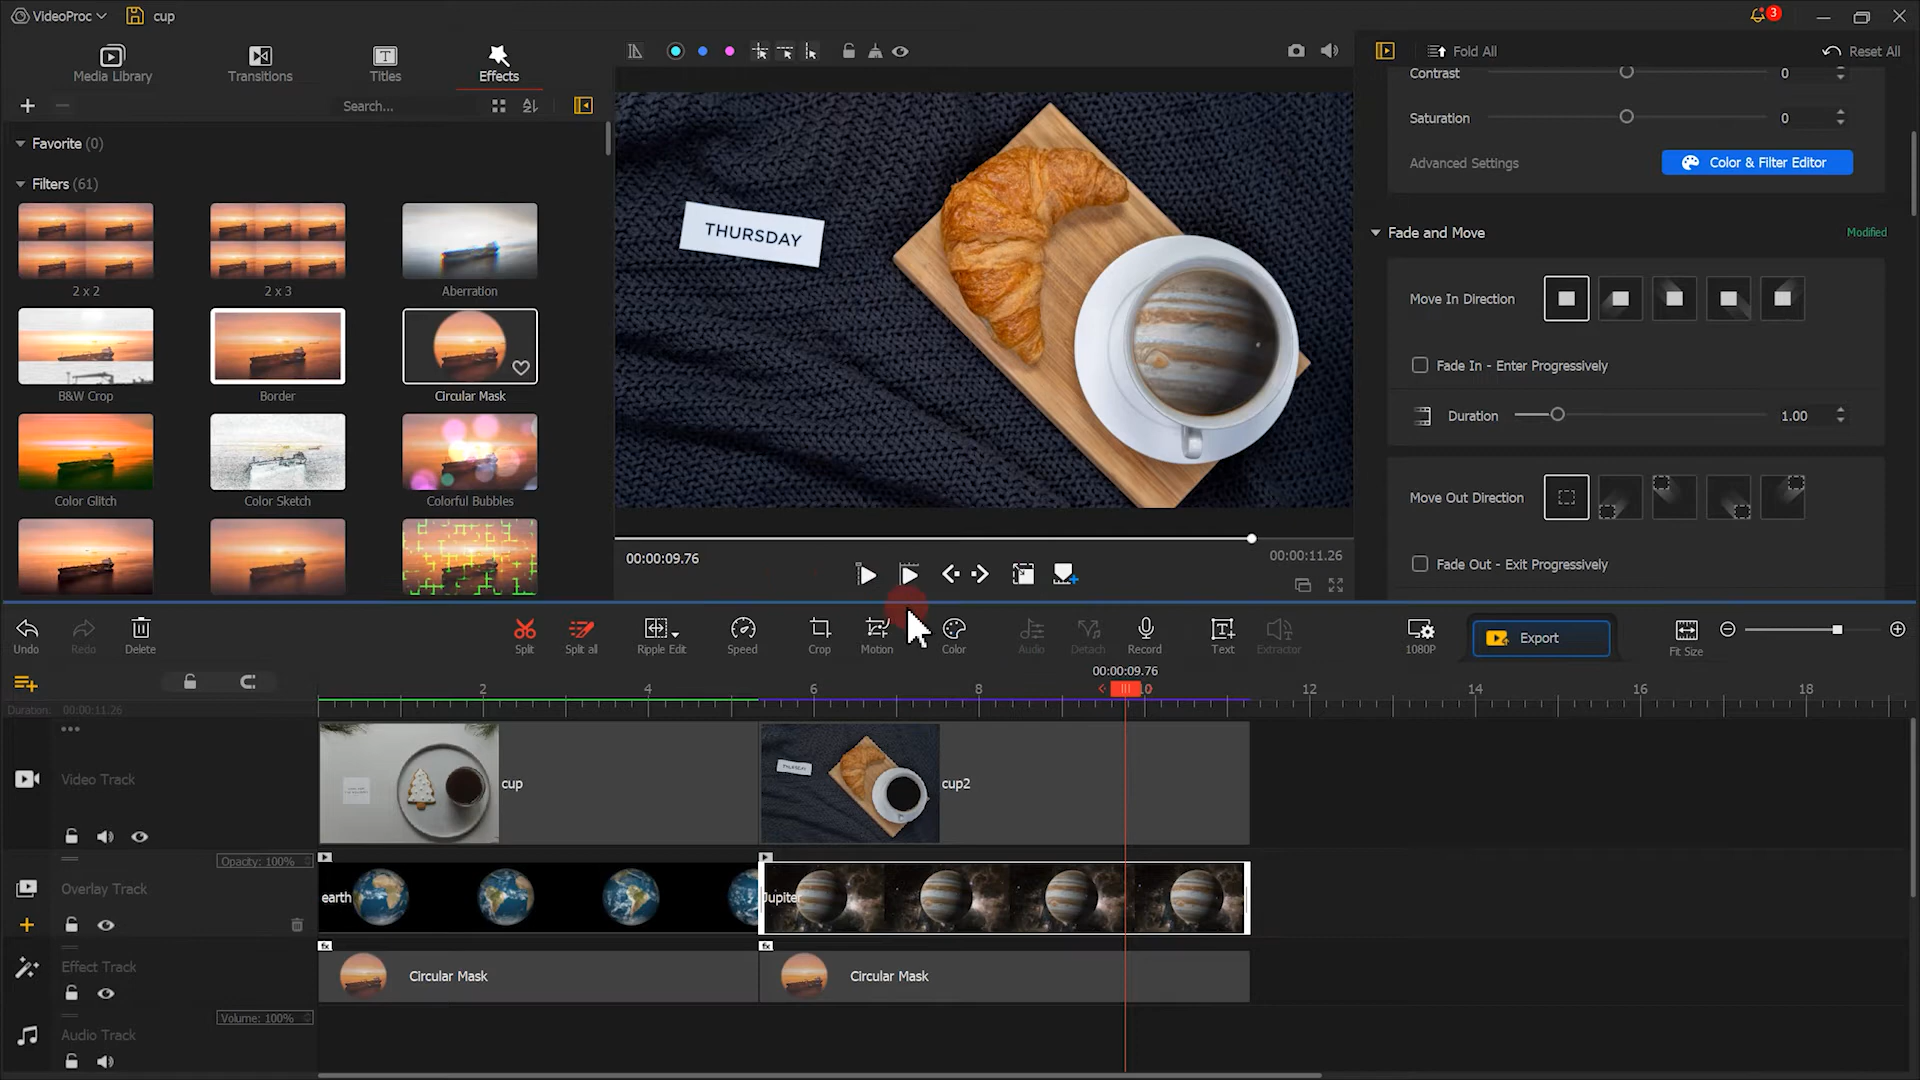 VideoProc
cup
3
Media Library
Transitions
Titles
Effects
Fold All
Reset All
Search...
Contrast
0
Saturation
0
Advanced Settings
Color & Filter Editor
Favorite (0)
Filters (61)
2 x 2
2 x 3
Aberration
B&W Crop
Border
Circular Mask
Color Glitch
Color Sketch
Colorful Bubbles
THURSDAY
Fade and Move
Modified
Move In Direction
Fade In - Enter Progressively
Duration
1.00
Move Out Direction
Fade Out - Exit Progressively
00:00:09.76
00:00:11.26
Undo
Redo
Delete
Split
Split all
Ripple Edit
Speed
Crop
Motion
Color
Audio
Detach
Record
Text
Extractor
1080P
Export
Fit Size
00:00:09.76
2
4
6
8
10
12
14
16
18
Duration: 00:00:11.26
Video Track
cup
THURSDAY
cup2
Opacity: 100%
Overlay Track
earth
Jupiter
fx
fx
Effect Track
Circular Mask
Circular Mask
Volume: 100%
Audio Track